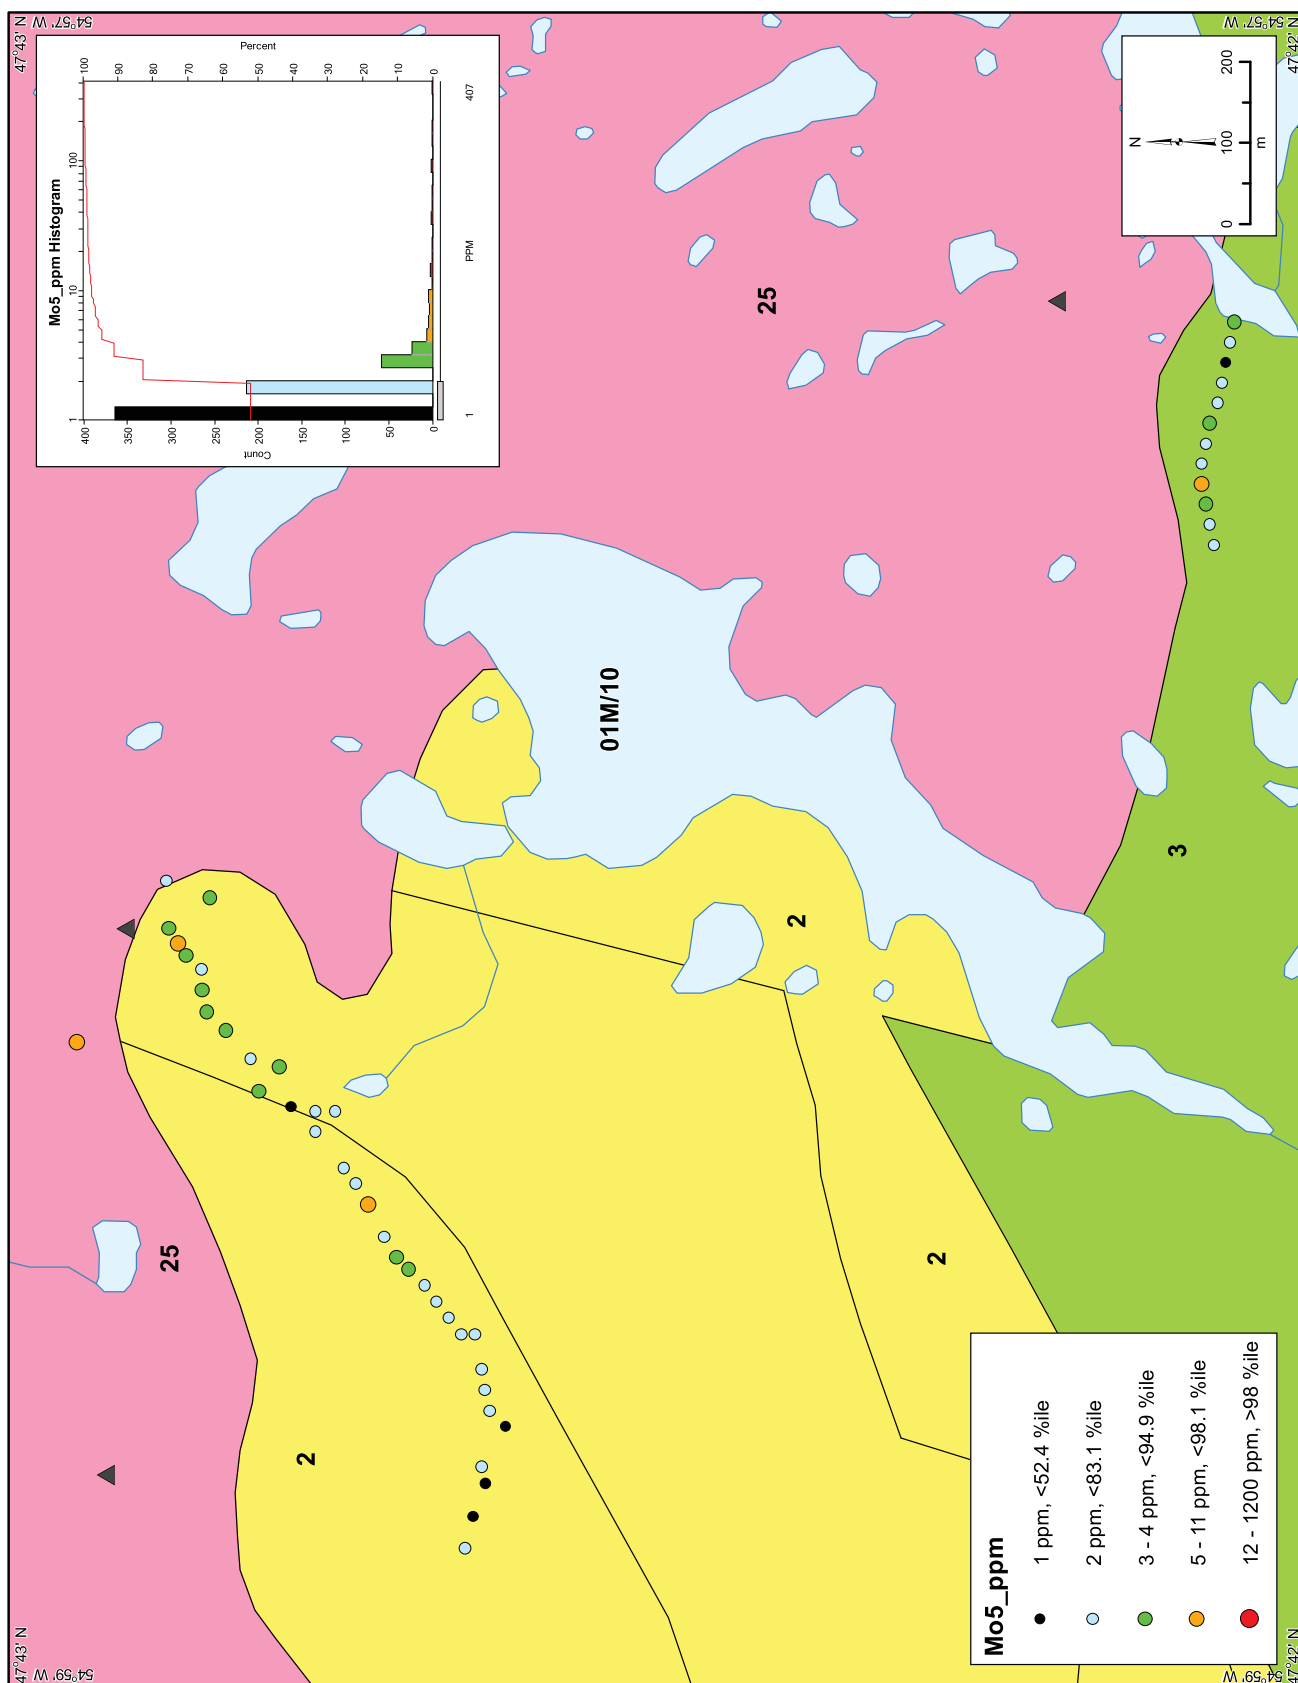 47°43' N
54°59' W
47°43' N
54°57' W
47°42' N
54°59' W
47°42' N
54°57' W
Mo5_ppm Histogram
1
10
100
Count
400
350
300
250
200
150
100
50
0
Percent
100
90
80
70
60
50
40
30
20
10
0
1
PPM
407
25
25
01M/10
2
2
2
3
Mo5_ppm
1 ppm, <52.4 %ile
2 ppm, <83.1 %ile
3 - 4 ppm, <94.9 %ile
5 - 11 ppm, <98.1 %ile
12 - 1200 ppm, >98 %ile
N
0
100
200
m